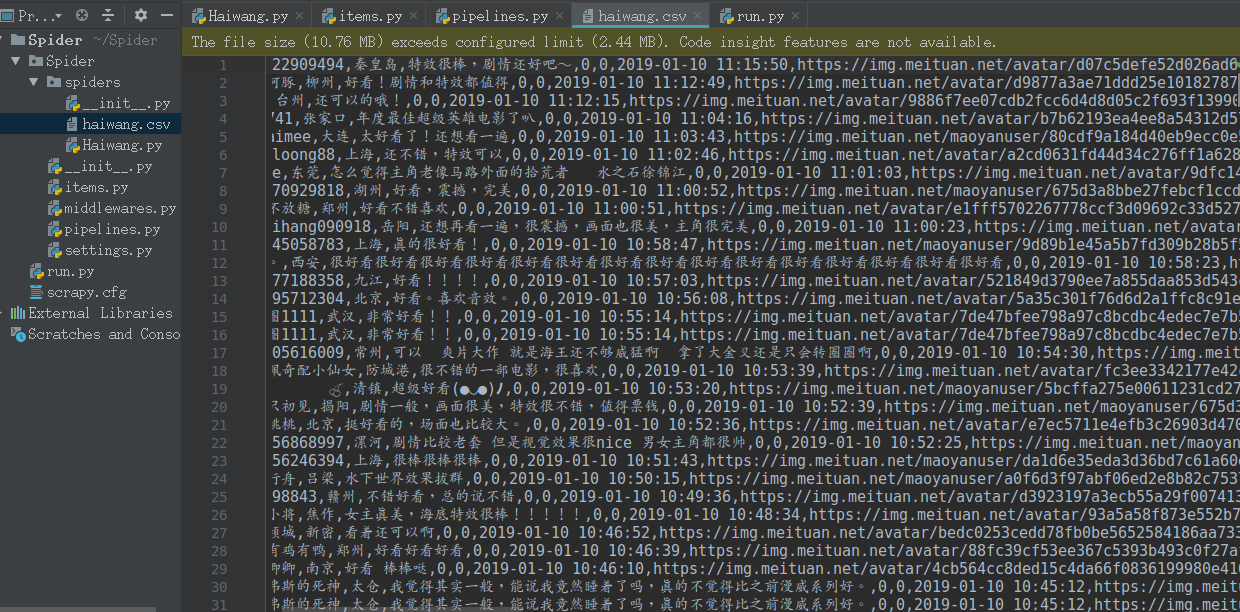 Pr...
Haiwang.py
items.py
pipelines.py
haiwang.csv
run.py
Spider ~/Spider
Spider
spiders
__init__.py
haiwang.csv
Haiwang.py
__init__.py
items.py
middlewares.py
pipelines.py
settings.py
run.py
scrapy.cfg
External Libraries
Scratches and Conso
The file size (10.76 MB) exceeds configured limit (2.44 MB). Code insight features are not available.
1 22909494,秦皇岛,特效很棒，剧情还好吧～,0,0,2019-01-10 11:15:50,https://img.meituan.net/avatar/d07c5defe52d026ad6
2 河豚,柳州,好看！剧情和特效都值得,0,0,2019-01-10 11:12:49,https://img.meituan.net/avatar/d9877a3ae71ddd25e10182787
3 台州,还可以的哦！,0,0,2019-01-10 11:12:15,https://img.meituan.net/avatar/9886f7ee07cdb2fcc6d4d8d05c2f693f13996
4 741,张家口,年度最佳超级英雄电影了叭,0,0,2019-01-10 11:04:16,https://img.meituan.net/avatar/b7b62193ea4ee8a54312d5
5 aimee,大连,太好看了！还想看一遍,0,0,2019-01-10 11:03:43,https://img.meituan.net/maoyanuser/80cdf9a184d40eb9ecc0e5
6 loong88,上海,还不错，特效可以,0,0,2019-01-10 11:02:46,https://img.meituan.net/avatar/a2cd0631fd44d34c276ff1a628
7 e,东莞,怎么觉得主角老像马路外面的拾荒者 水之石徐锦江,0,0,2019-01-10 11:01:03,https://img.meituan.net/avatar/9dfc14
8 70929818,湖州,好看，震撼，完美,0,0,2019-01-10 11:00:52,https://img.meituan.net/maoyanuser/675d3a8bbe27febcf1ccd
9 不放糖,郑州,好看不错喜欢,0,0,2019-01-10 11:00:51,https://img.meituan.net/avatar/e1fff5702267778ccf3d09692c33d527
10 ihang090918,岳阳,还想再看一遍，很震撼，画面也很美，主角很完美,0,0,2019-01-10 11:00:23,https://img.meituan.net/avatar
11 45058783,上海,真的很好看！,0,0,2019-01-10 10:58:47,https://img.meituan.net/maoyanuser/9d89b1e45a5b7fd309b28b5f5
12 。,西安,很好看很好看很好看很好看很好看很好看很好看很好看很好看很好看很好看很好看很好看很好看很好看,0,0,2019-01-10 10:58:23,h
13 77188358,九江,好看！！！！,0,0,2019-01-10 10:57:03,https://img.meituan.net/avatar/521849d3790ee7a855daa853d543c
14 95712304,北京,好看。喜欢音效。,0,0,2019-01-10 10:56:08,https://img.meituan.net/avatar/5a35c301f76d6d2a1ffc8c91e
15 圈1111,武汉,非常好看！！,0,0,2019-01-10 10:55:14,https://img.meituan.net/avatar/7de47bfee798a97c8bcdbc4edec7e7b5
16 圈1111,武汉,非常好看！！,0,0,2019-01-10 10:55:14,https://img.meituan.net/avatar/7de47bfee798a97c8bcdbc4edec7e7b5
17 05616009,常州,可以 爽片大作 就是海王还不够威猛啊 拿了大金叉还是只会转圈圈啊,0,0,2019-01-10 10:54:30,https://img.meit
18 佩奇配小仙女,防城港,很不错的一部电影，很喜欢,0,0,2019-01-10 10:53:39,https://img.meituan.net/avatar/fc3ee3342177e42
19 ,清镇,超级好看(●◡●)ﾉ,0,0,2019-01-10 10:53:20,https://img.meituan.net/maoyanuser/5bcffa275e00611231cd27
20 只初见,揭阳,剧情一般，画面很美，特效很不错，值得票钱,0,0,2019-01-10 10:52:39,https://img.meituan.net/maoyanuser/675d3
21 桃桃,北京,挺好看的，场面也比较大。,0,0,2019-01-10 10:52:36,https://img.meituan.net/avatar/e7ec5711e4efb3c26903d470
22 56868997,漯河,剧情比较老套 但是视觉效果很nice 男女主角都很帅,0,0,2019-01-10 10:52:25,https://img.meituan.net/maoyan
23 56246394,上海,很棒很棒很棒,0,0,2019-01-10 10:51:43,https://img.meituan.net/maoyanuser/da1d6e35eda3d36bd7c61a60
24 行舟,吕梁,水下世界效果拔群,0,0,2019-01-10 10:50:15,https://img.meituan.net/maoyanuser/a0f6d3f97abf06ed2e8b82c753
25 98843,赣州,不错好看，总的说不错,0,0,2019-01-10 10:49:36,https://img.meituan.net/avatar/d3923197a3ecb55a29f007413
26 小将,焦作,女主真美，海底特效很棒！！！！！,0,0,2019-01-10 10:48:34,https://img.meituan.net/avatar/93a5a58f873e552b7
27 倾城,新密,看着还可以啊,0,0,2019-01-10 10:46:52,https://img.meituan.net/avatar/bedc0253cedd78fb0be5652584186aa733
28 有鸡有鸭,郑州,好看好看好看,0,0,2019-01-10 10:46:39,https://img.meituan.net/avatar/88fc39cf53ee367c5393b493c0f27a
29 卿卿,南京,好看 棒棒哒,0,0,2019-01-10 10:46:10,https://img.meituan.net/avatar/4cb564cc8ded15c4da66f0836199980e41
30 弗斯的死神,太仓,我觉得其实一般，能说我竟然睡着了吗，真的不觉得比之前漫威系列好。,0,0,2019-01-10 10:45:12,https://img.meit
31 弗斯的死神,太仓,我觉得其实一般，能说我竟然睡着了吗，真的不觉得比之前漫威系列好。,0,0,2019-01-10 10:45:12,https://img.meit